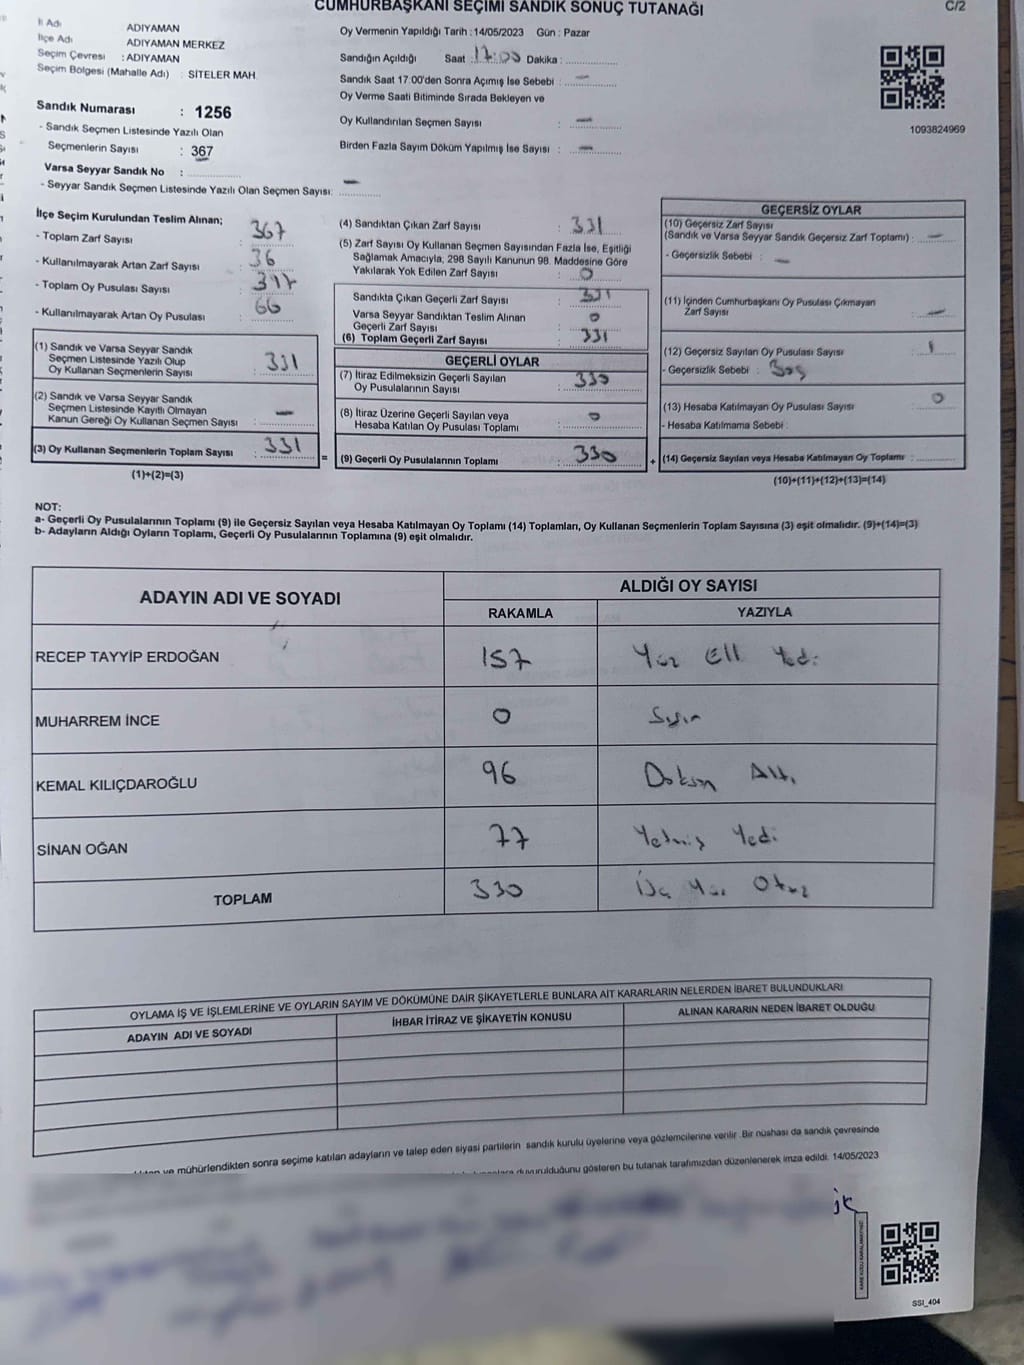 CUMHURBAŞKANI SEÇİMİ SANDIK SONUÇ TUTANAĞI
C/2
İl Adı ADIYAMAN
İlçe Adı ADIYAMAN MERKEZ
Seçim Çevresi : ADIYAMAN
Seçim Bölgesi (Mahalle Adı) : SİTELER MAH.
Oy Vermenin Yapıldığı Tarih : 14/05/2023 Gün : Pazar
Sandığın Açıldığı Saat : 17:00 Dakika :
Sandık Saat 17:00'den Sonra Açılmış İse Sebebi : —
Oy Verme Saati Bitiminde Sırada Bekleyen ve
Oy Kullandırılan Seçmen Sayısı : —
Birden Fazla Sayım Döküm Yapılmış İse Sayısı : —
1093824969
Sandık Numarası : 1256
- Sandık Seçmen Listesinde Yazılı Olan
Seçmenlerin Sayısı : 367
Varsa Seyyar Sandık No :
- Seyyar Sandık Seçmen Listesinde Yazılı Olan Seçmen Sayısı: —
İlçe Seçim Kurulundan Teslim Alınan;
- Toplam Zarf Sayısı : 367
- Kullanılmayarak Artan Zarf Sayısı : 36
- Toplam Oy Pusulası Sayısı :
- Kullanılmayarak Artan Oy Pusulası : 66
(1) Sandık ve Varsa Seyyar Sandık
Seçmen Listesinde Yazılı Olup
Oy Kullanan Seçmenlerin Sayısı : 331
(2) Sandık ve Varsa Seyyar Sandık
Seçmen Listesinde Kayıtlı Olmayan
Kanun Gereği Oy Kullanan Seçmen Sayısı : —
(3) Oy Kullanan Seçmenlerin Toplam Sayısı : 331
(1)+(2)=(3)
=
(4) Sandıktan Çıkan Zarf Sayısı : 331
(5) Zarf Sayısı Oy Kullanan Seçmen Sayısından Fazla İse, Eşitliği
Sağlamak Amacıyla; 298 Sayılı Kanunun 98. Maddesine Göre
Yakılarak Yok Edilen Zarf Sayısı : 0
Sandıkta Çıkan Geçerli Zarf Sayısı : 331
Varsa Seyyar Sandıktan Teslim Alınan
Geçerli Zarf Sayısı : 0
(6) Toplam Geçerli Zarf Sayısı : 331
GEÇERLİ OYLAR
(7) İtiraz Edilmeksizin Geçerli Sayılan
Oy Pusulalarının Sayısı : 330
(8) İtiraz Üzerine Geçerli Sayılan veya
Hesaba Katılan Oy Pusulası Toplamı : 0
(9) Geçerli Oy Pusulalarının Toplamı : 330
+
GEÇERSİZ OYLAR
(10) Geçersiz Zarf Sayısı
(Sandık ve Varsa Seyyar Sandık Geçersiz Zarf Toplamı) : —
- Geçersizlik Sebebi : —
(11) İçinden Cumhurbaşkanı Oy Pusulası Çıkmayan
Zarf Sayısı : —
(12) Geçersiz Sayılan Oy Pusulası Sayısı : 1
- Geçersizlik Sebebi : Boş
(13) Hesaba Katılmayan Oy Pusulası Sayısı : 0
- Hesaba Katılmama Sebebi :
(14) Geçersiz Sayılan veya Hesaba Katılmayan Oy Toplamı :
(10)+(11)+(12)+(13)=(14)
NOT:
a- Geçerli Oy Pusulalarının Toplamı (9) ile Geçersiz Sayılan veya Hesaba Katılmayan Oy Toplamı (14) Toplamları, Oy Kullanan Seçmenlerin Toplam Sayısına (3) eşit olmalıdır. (9)+(14)=(3)
b- Adayların Aldığı Oyların Toplamı, Geçerli Oy Pusulalarının Toplamına (9) eşit olmalıdır.
ADAYIN ADI VE SOYADI
ALDIĞI OY SAYISI
RAKAMLA YAZIYLA
RECEP TAYYİP ERDOĞAN 157 Yüz Elli Yedi
MUHARREM İNCE 0 Sıfır
KEMAL KILIÇDAROĞLU 96 Doksan Altı
SİNAN OĞAN 77 Yetmiş Yedi
TOPLAM 330 Üç Yüz Otuz
OYLAMA İŞ VE İŞLEMLERİNE VE OYLARIN SAYIM VE DÖKÜMÜNE DAİR ŞİKAYETLERLE BUNLARA AİT KARARLARIN NELERDEN İBARET BULUNDUKLARI
ADAYIN ADI VE SOYADI İHBAR İTİRAZ VE ŞİKAYETİN KONUSU ALINAN KARARIN NEDEN İBARET OLDUĞU
ve mühürlendikten sonra seçime katılan adayların ve talep eden siyasi partilerin sandık kurulu üyelerine veya gözlemcilerine verilir .Bir nüshası da sandık çevresinde
duyurulduğunu gösteren bu tutanak tarafımızdan düzenlenerek imza edildi. 14/05/2023
SSI_404